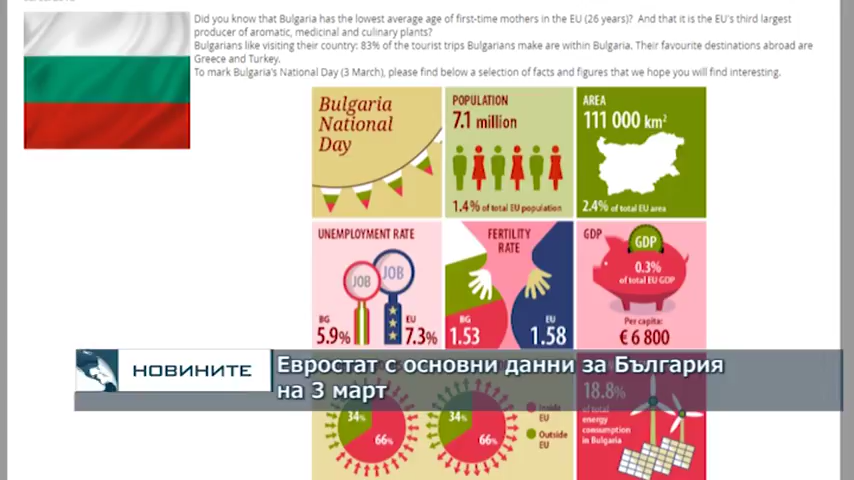 Did you know that Bulgaria has the lowest average age of first-time mothers in the EU (26 years)? And that it is the EU's third largest
producer of aromatic, medicinal and culinary plants?
Bulgarians like visiting their country: 83% of the tourist trips Bulgarians make are within Bulgaria. Their favourite destinations abroad are
Greece and Turkey.
To mark Bulgaria's National Day (3 March), please find below a selection of facts and figures that we hope you will find interesting.
Bulgaria
National
Day
POPULATION
7.1 million
1.4% of total EU population
AREA
111 000 km²
2.4% of total EU area
UNEMPLOYMENT RATE
JOB
JOB
BG
5.9%
EU
7.3%
FERTILITY
RATE
BG
1.53
EU
1.58
GDP
GDP
0.3%
of total EU GDP
Per capita:
€ 6 800
НОВИНИТЕ
Евростат с основни данни за България
на 3 март
34%
66%
34%
66%
Inside
EU
Outside
EU
18.8%
of total
energy
consumption
in Bulgaria